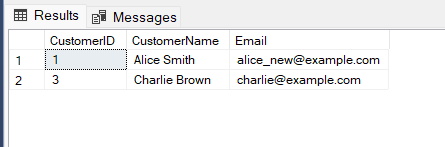 Results Messages
CustomerID CustomerName Email
1 1 Alice Smith alice_new@example.com
2 3 Charlie Brown charlie@example.com